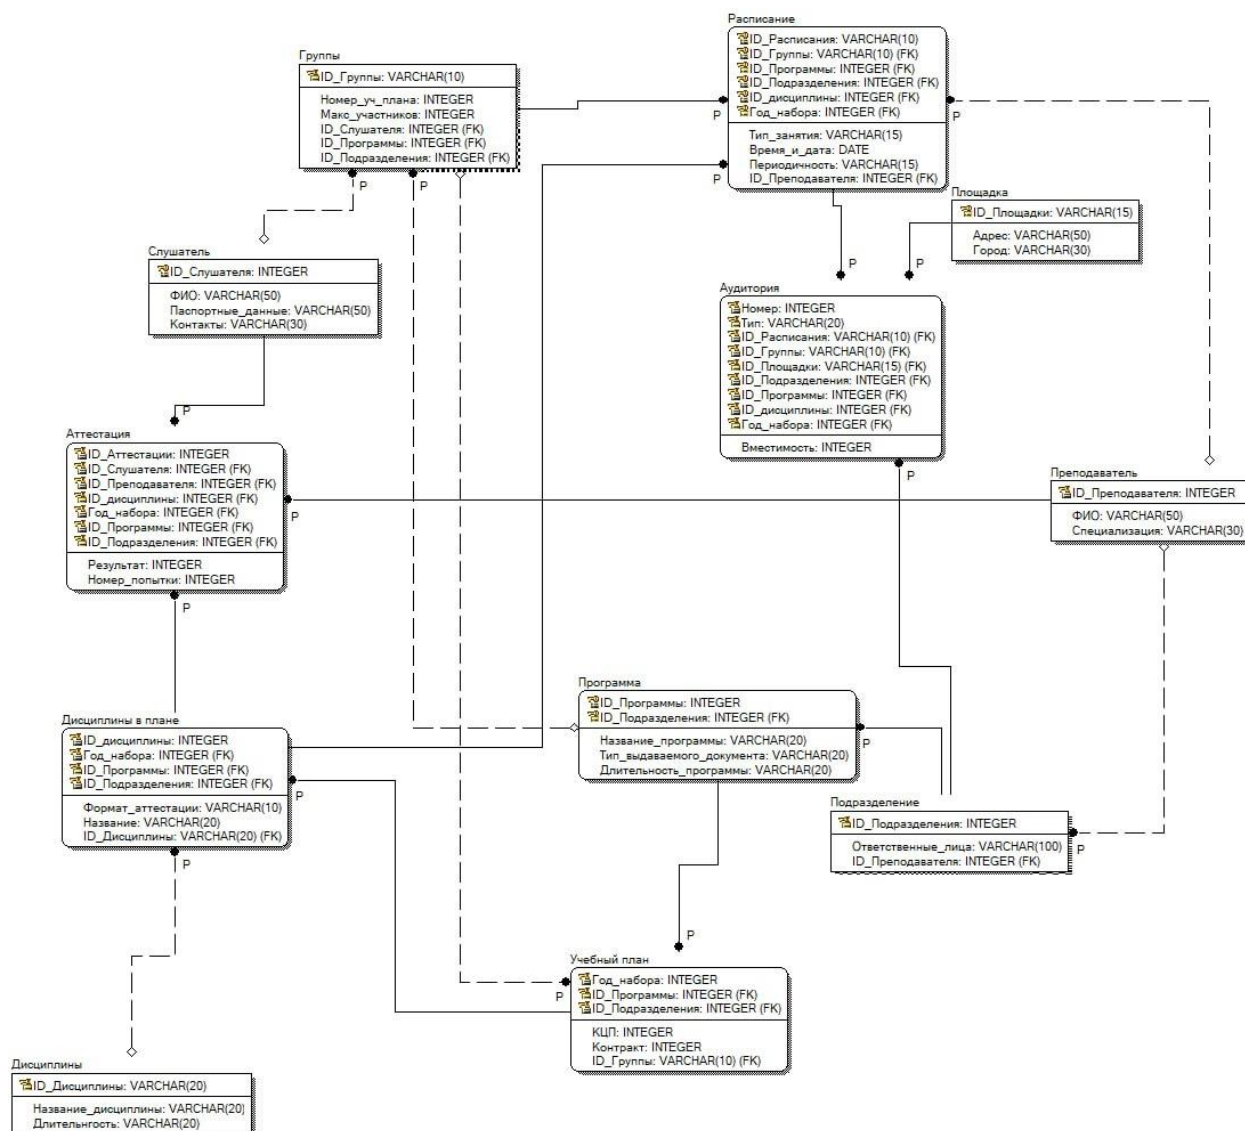 Расписание
ID_Расписания: VARCHAR(10)
ID_Группы: VARCHAR(10) (FK)
ID_Программы: INTEGER (FK)
ID_Подразделения: INTEGER (FK)
ID_дисциплины: INTEGER (FK)
Год_набора: INTEGER (FK)
Тип_занятия: VARCHAR(15)
Время_и_дата: DATE
Периодичность: VARCHAR(15)
ID_Преподавателя: INTEGER (FK)
Группы
ID_Группы: VARCHAR(10)
Номер_уч_плана: INTEGER
Макс_участников: INTEGER
ID_Слушателя: INTEGER (FK)
ID_Программы: INTEGER (FK)
ID_Подразделения: INTEGER (FK)
P
P
P
P
P
Площадка
ID_Площадки: VARCHAR(15)
Адрес: VARCHAR(50)
Город: VARCHAR(30)
Слушатель
ID_Слушателя: INTEGER
ФИО: VARCHAR(50)
Паспортные_данные: VARCHAR(50)
Контакты: VARCHAR(30)
P
P
Аудитория
Номер: INTEGER
Тип: VARCHAR(20)
ID_Расписания: VARCHAR(10) (FK)
ID_Группы: VARCHAR(10) (FK)
ID_Площадки: VARCHAR(15) (FK)
ID_Подразделения: INTEGER (FK)
ID_Программы: INTEGER (FK)
ID_дисциплины: INTEGER (FK)
Год_набора: INTEGER (FK)
Вместимость: INTEGER
P
P
Аттестация
ID_Аттестации: INTEGER
ID_Слушателя: INTEGER (FK)
ID_Преподавателя: INTEGER (FK)
ID_дисциплины: INTEGER (FK)
Год_набора: INTEGER (FK)
ID_Программы: INTEGER (FK)
ID_Подразделения: INTEGER (FK)
Результат: INTEGER
Номер_попытки: INTEGER
P
P
Преподаватель
ID_Преподавателя: INTEGER
ФИО: VARCHAR(50)
Специализация: VARCHAR(30)
Программа
ID_Программы: INTEGER
ID_Подразделения: INTEGER (FK)
Название_программы: VARCHAR(20)
Тип_выдаваемого_документа: VARCHAR(20)
Длительность_программы: VARCHAR(20)
P
Дисциплины в плане
ID_дисциплины: INTEGER
Год_набора: INTEGER (FK)
ID_Программы: INTEGER (FK)
ID_Подразделения: INTEGER (FK)
Формат_аттестации: VARCHAR(10)
Название: VARCHAR(20)
ID_Дисциплины: VARCHAR(20) (FK)
P
P
Подразделение
ID_Подразделения: INTEGER
Ответственные_лица: VARCHAR(100)
ID_Преподавателя: INTEGER (FK)
P
P
P
Учебный план
Год_набора: INTEGER
ID_Программы: INTEGER (FK)
ID_Подразделения: INTEGER (FK)
КЦП: INTEGER
Контракт: INTEGER
ID_Группы: VARCHAR(10) (FK)
Дисциплины
ID_Дисциплины: VARCHAR(20)
Название_дисциплины: VARCHAR(20)
Длительнгость: VARCHAR(20)